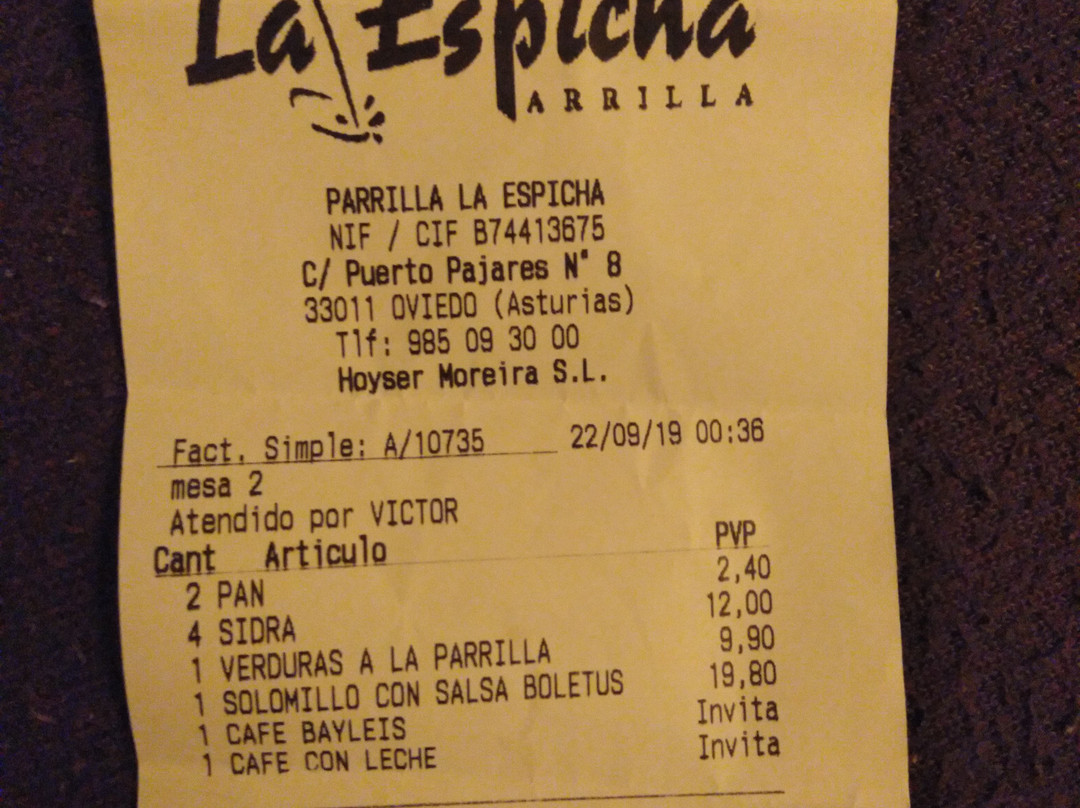 La Espicha
ARRILLA
PARRILLA LA ESPICHA
NIF / CIF B74413675
C/ Puerto Pajares N° 8
33011 OVIEDO (Asturias)
Tlf: 985 09 30 00
Hoyser Moreira S.L.
Fact. Simple: A/10735 22/09/19 00:36
mesa 2
Atendido por VICTOR
Cant Articulo PVP
2 PAN 2,40
4 SIDRA 12,00
1 VERDURAS A LA PARRILLA 9,90
1 SOLOMILLO CON SALSA BOLETUS 19,80
1 CAFE BAYLEIS Invita
1 CAFE CON LECHE Invita